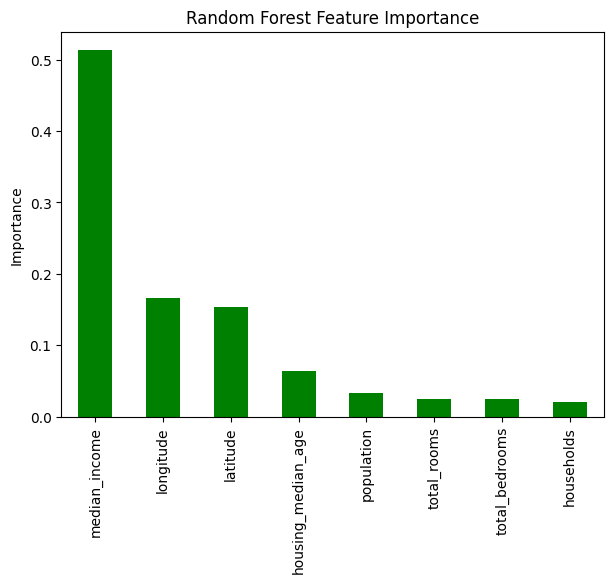 Random Forest Feature Importance
Importance
0.5
0.4
0.3
0.2
0.1
0.0
median_income
longitude
latitude
housing_median_age
population
total_rooms
total_bedrooms
households